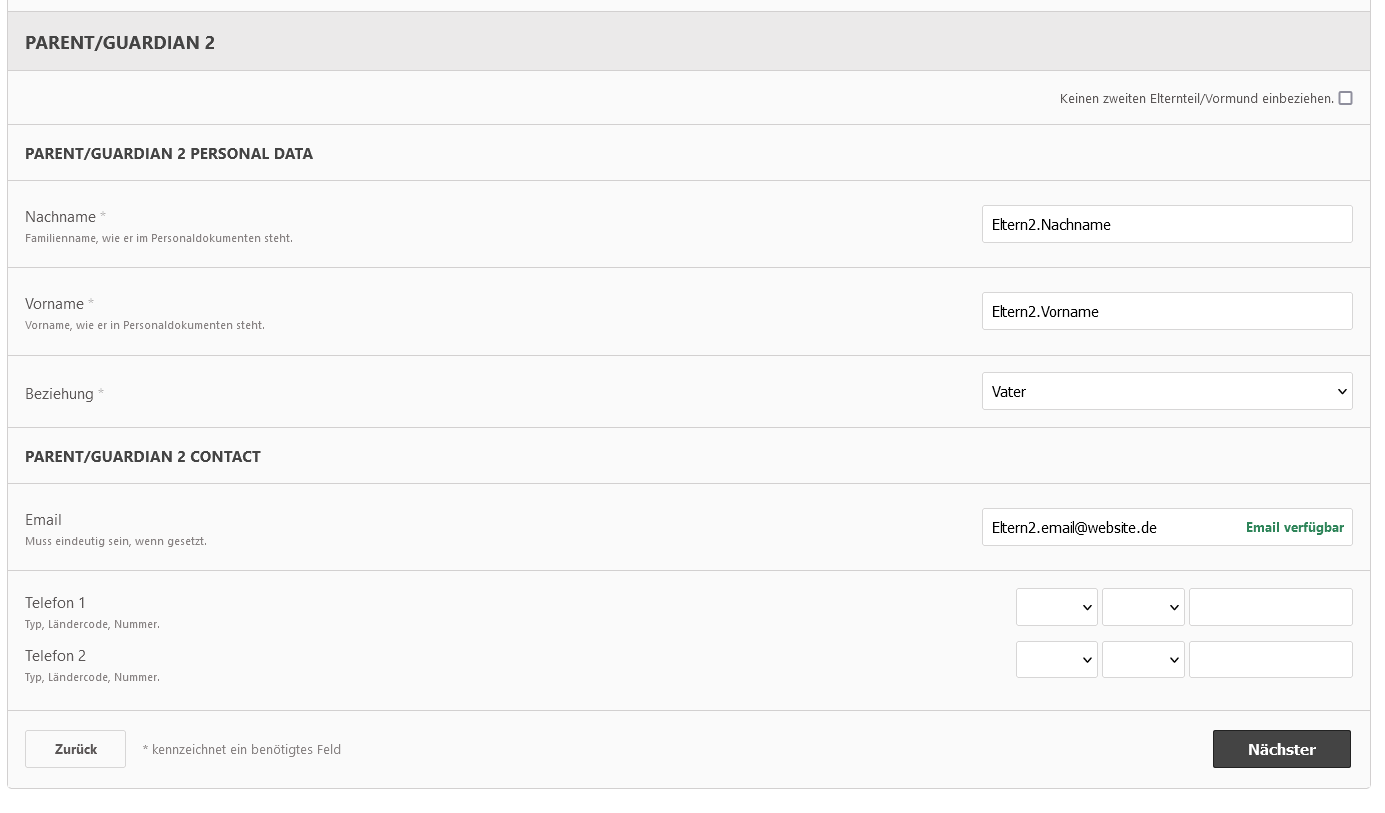 PARENT/GUARDIAN 2
Keinen zweiten Elternteil/Vormund einbeziehen.
PARENT/GUARDIAN 2 PERSONAL DATA
Nachname *
Eltern2.Nachname
Familienname, wie er im Personaldokumenten steht.
Vorname *
Eltern2.Vorname
Vorname, wie er in Personaldokumenten steht.
Beziehung *
Vater
PARENT/GUARDIAN 2 CONTACT
Email
Eltern2.email@website.de Email verfügbar
Muss eindeutig sein, wenn gesetzt.
Telefon 1
Typ, Ländercode, Nummer.
Telefon 2
Typ, Ländercode, Nummer.
Zurück * kennzeichnet ein benötigtes Feld Nächster